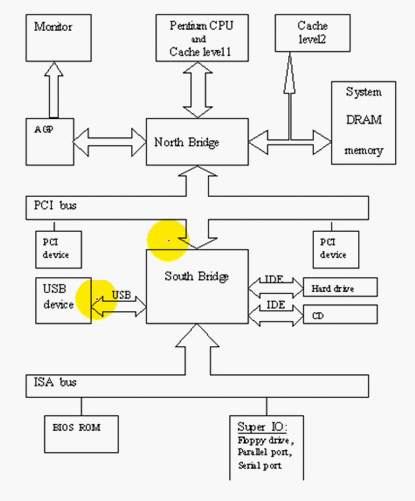 Monitor
Pentium CPU
and
Cache level1
Cache
level2
System
DRAM
memory
AGP
North Bridge
PCI bus
PCI
device
PCI
device
South Bridge
USB
device
USB
IDE
Hard drive
IDE
CD
ISA bus
BIOS ROM
Super IO:
Floppy drive,
Parallel port,
Serial port